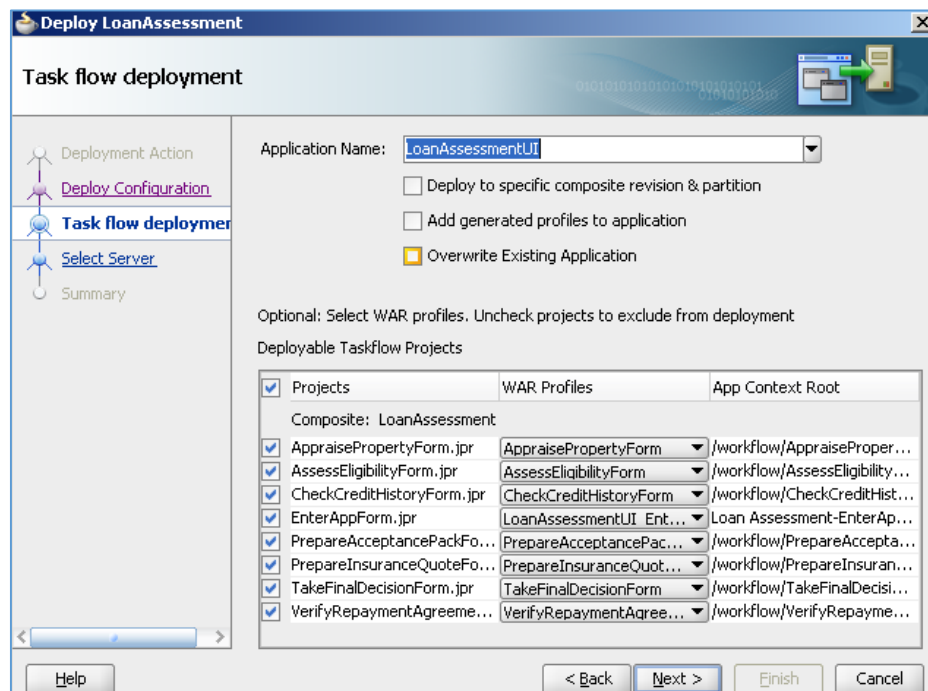 Deploy LoanAssessment
Task flow deployment
Deployment Action
Deploy Configuration
Task flow deploymer
Select Server
Summary
Application Name: LoanAssessmentUI
Deploy to specific composite revision & partition
Add generated profiles to application
Overwrite Existing Application
Optional: Select WAR profiles. Uncheck projects to exclude from deployment
Deployable Taskflow Projects
Projects WAR Profiles App Context Root
Composite: LoanAssessment
AppraisePropertyForm.jpr AppraisePropertyForm /workflow/AppraiseProper...
AssessEligibilityForm.jpr AssessEligibilityForm /workflow/AssessEligibility...
CheckCreditHistoryForm.jpr CheckCreditHistoryForm /workflow/CheckCreditHist...
EnterAppForm.jpr LoanAssessmentUI_Ent... Loan Assessment-EnterAp...
PrepareAcceptancePackFo... PrepareAcceptancePac... /workflow/PrepareAccepta...
PrepareInsuranceQuoteFo... PrepareInsuranceQuot... /workflow/PrepareInsuran...
TakeFinalDecisionForm.jpr TakeFinalDecisionForm /workflow/TakeFinalDecisi...
VerifyRepaymentAgreeme... VerifyRepaymentAgree... /workflow/VerifyRepayme...
Help < Back Next > Finish Cancel